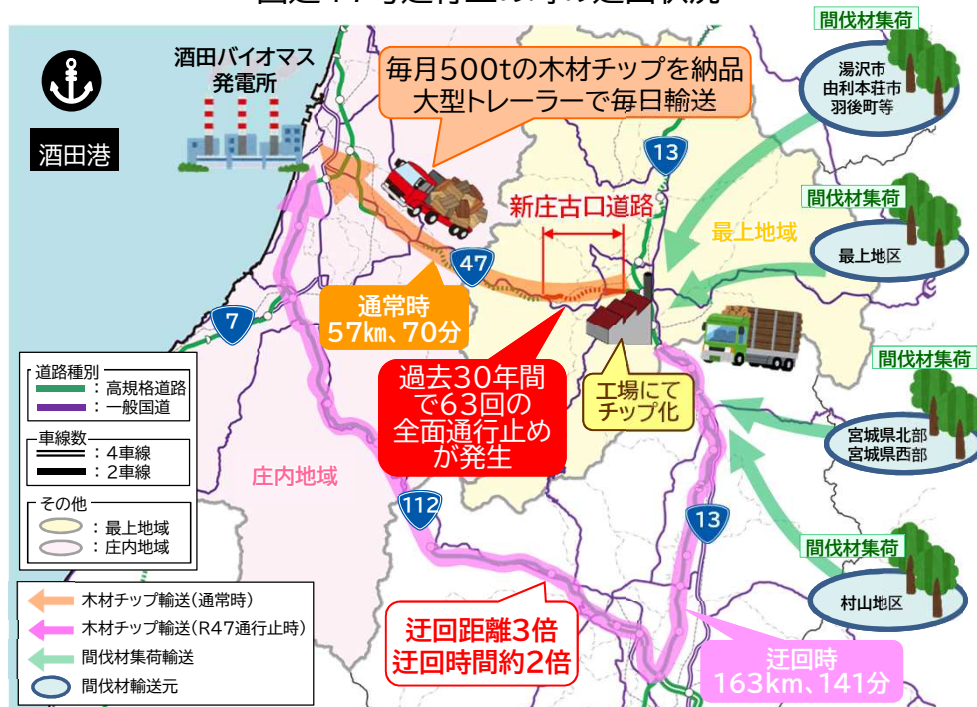 酒田バイオマス
発電所
酒田港
毎月500tの木材チップを納品
大型トレーラーで毎日輸送
間伐材集荷
湯沢市
由利本荘市
羽後町等
13
新庄古口道路
最上地域
間伐材集荷
最上地区
47
通常時
57km、70分
7
過去30年間
で63回の
全面通行止め
が発生
工場にて
チップ化
間伐材集荷
宮城県北部
宮城県西部
道路種別
：高規格道路
：一般国道
車線数
：4車線
：2車線
その他
：最上地域
：庄内地域
庄内地域
112
13
間伐材集荷
村山地区
木材チップ輸送(通常時)
木材チップ輸送(R47通行止時)
間伐材集荷輸送
間伐材輸送元
迂回距離3倍
迂回時間約2倍
迂回時
163km、141分